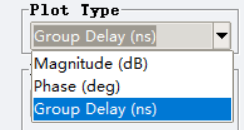 Plot Type
Group Delay (ns)
Magnitude (dB)
Phase (deg)
Group Delay (ns)